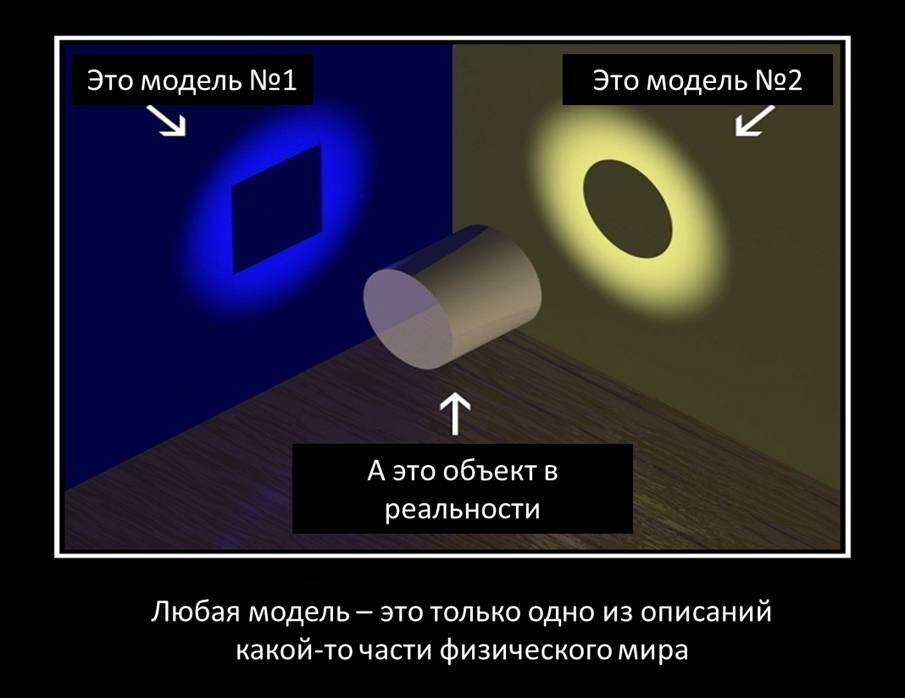 Это модель №1
Это модель №2
А это объект в
реальности
Любая модель – это только одно из описаний
какой-то части физического мира